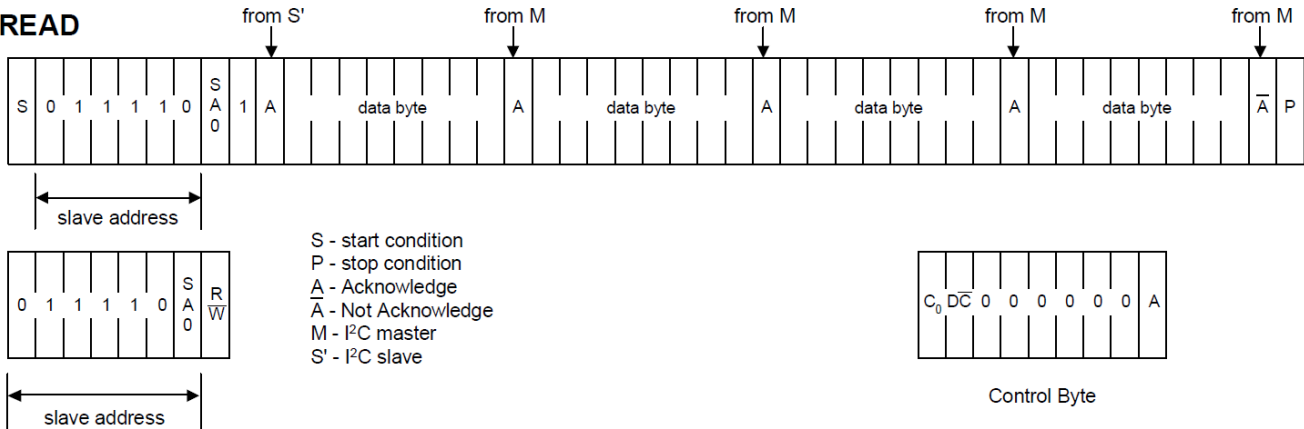 READ
from S'
from M
from M
from M
from M
S 0 1 1 1 1 0 SA0 1 A data byte A data byte A data byte A data byte A̅ P
slave address
0 1 1 1 1 0 SA0 R/W̅
slave address
S - start condition
P - stop condition
A - Acknowledge
A̅ - Not Acknowledge
M - I²C master
S' - I²C slave
C₀ DC̅ 0 0 0 0 0 0 A
Control Byte